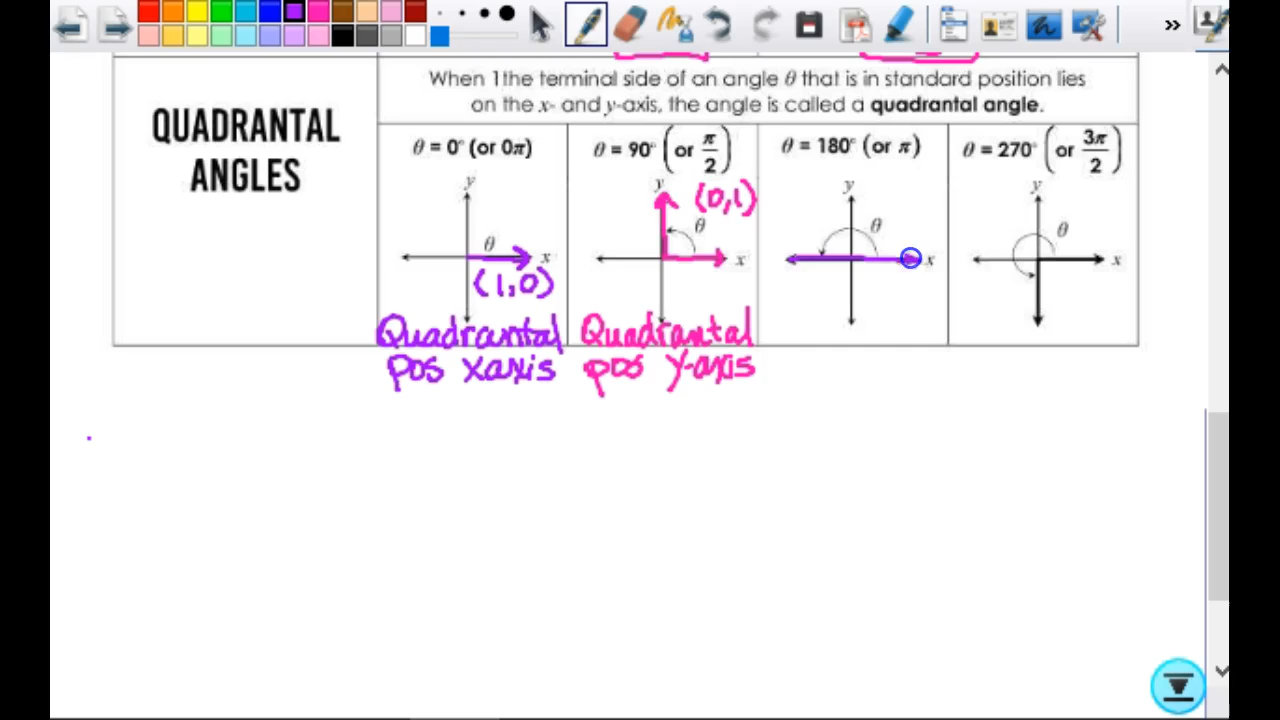 When 1the terminal side of an angle θ that is in standard position lies
on the x- and y-axis, the angle is called a quadrantal angle.
QUADRANTAL
ANGLES
θ = 0° (or 0π)
y
θ
x
(1,0)
Quadrantal
pos xaxis
θ = 90° (or π/2)
y
(0,1)
θ
x
Quadrantal
pos y-axis
θ = 180° (or π)
y
θ
x
θ = 270° (or 3π/2)
y
θ
x